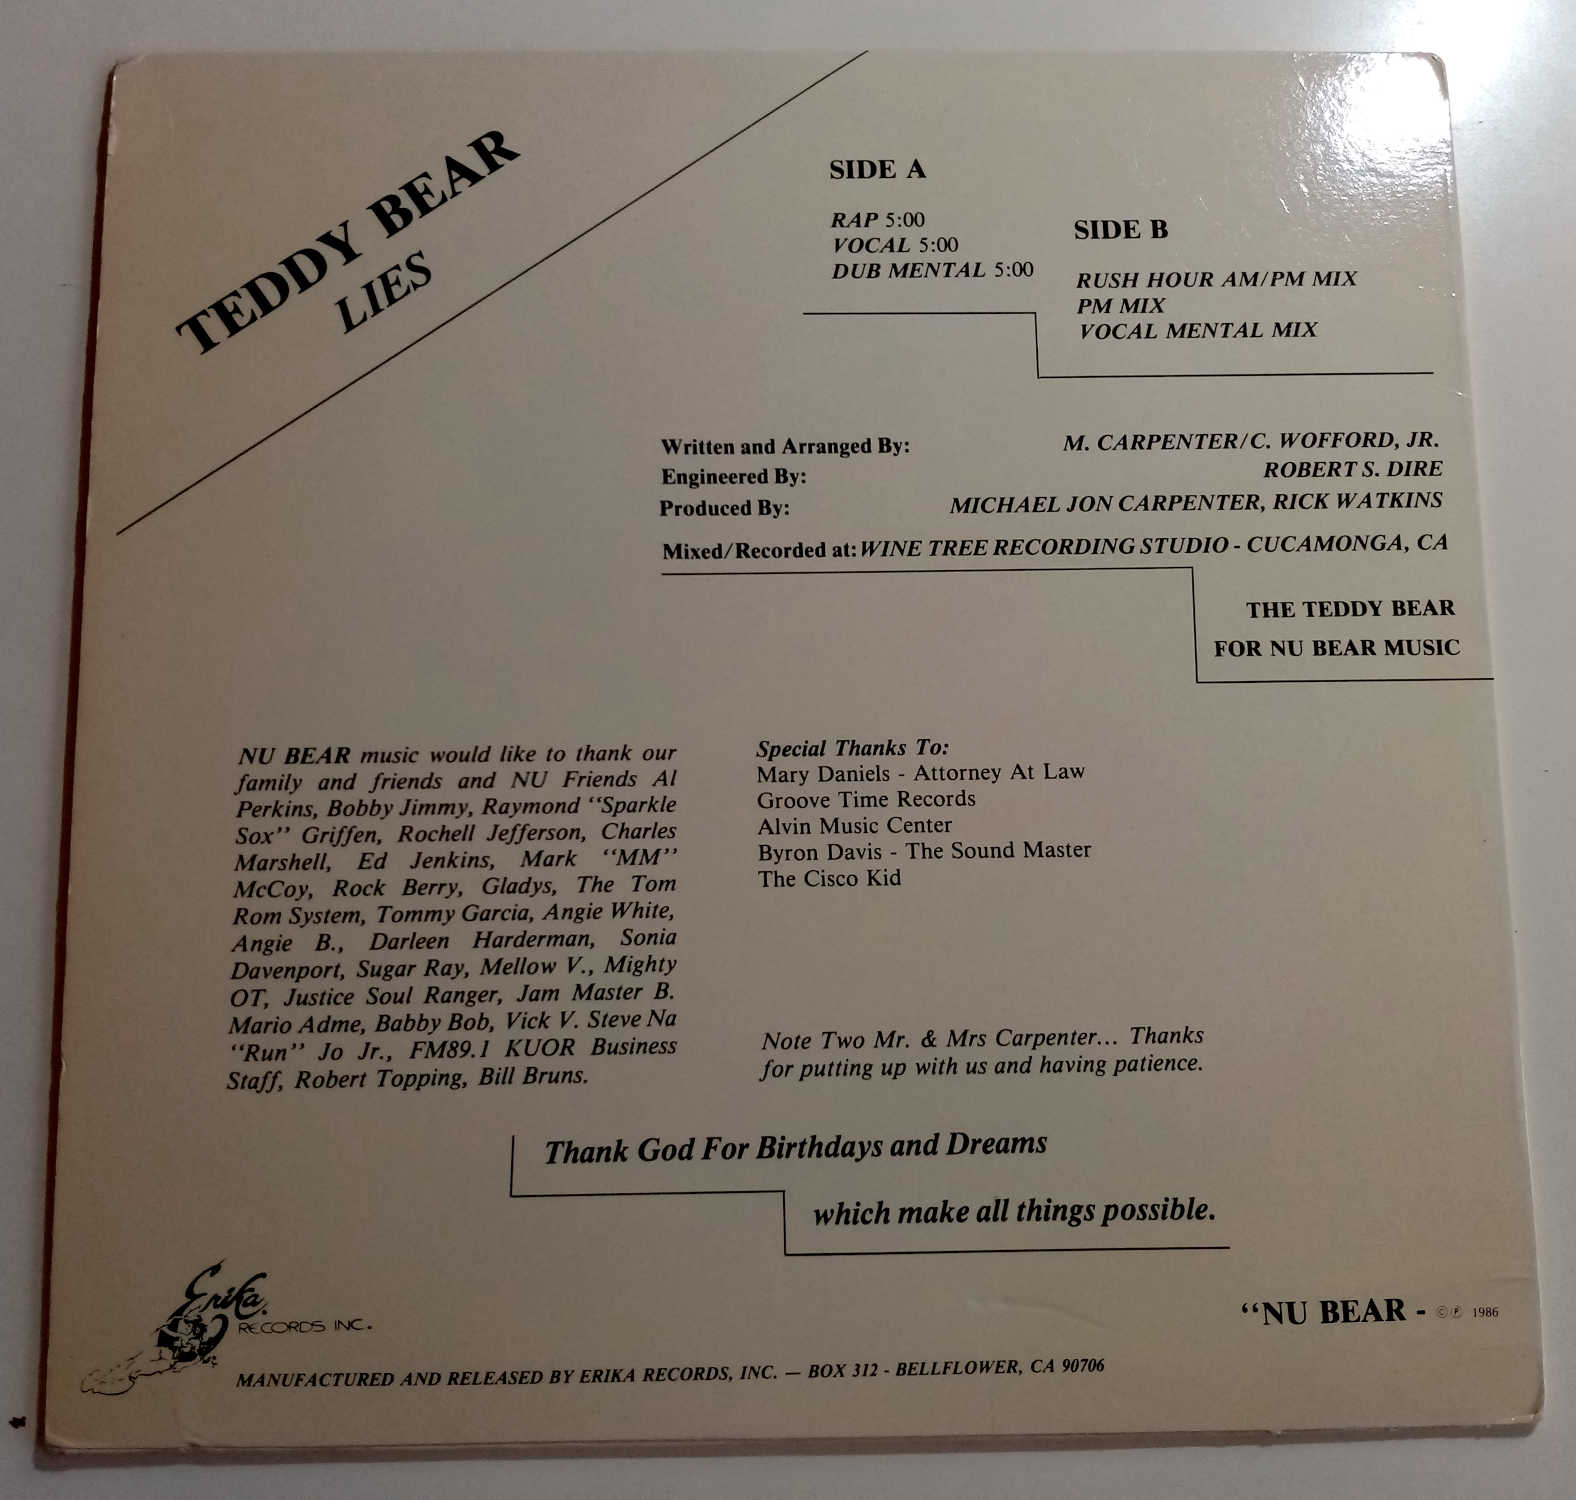 TEDDY BEAR
LIES
SIDE A
RAP 5:00
VOCAL 5:00
DUB MENTAL 5:00
SIDE B
RUSH HOUR AM/PM MIX
PM MIX
VOCAL MENTAL MIX
Written and Arranged By: M. CARPENTER/C. WOFFORD, JR.
Engineered By: ROBERT S. DIRE
Produced By: MICHAEL JON CARPENTER, RICK WATKINS
Mixed/Recorded at: WINE TREE RECORDING STUDIO - CUCAMONGA, CA
THE TEDDY BEAR
FOR NU BEAR MUSIC
NU BEAR music would like to thank our
family and friends and NU Friends Al
Perkins, Bobby Jimmy, Raymond ‘‘Sparkle
Sox’’ Griffen, Rochell Jefferson, Charles
Marshell, Ed Jenkins, Mark ‘‘MM’’
McCoy, Rock Berry, Gladys, The Tom
Rom System, Tommy Garcia, Angie White,
Angie B., Darleen Harderman, Sonia
Davenport, Sugar Ray, Mellow V., Mighty
OT, Justice Soul Ranger, Jam Master B.
Mario Adme, Babby Bob, Vick V. Steve Na
‘‘Run’’ Jo Jr., FM89.1 KUOR Business
Staff, Robert Topping, Bill Bruns.
Special Thanks To:
Mary Daniels - Attorney At Law
Groove Time Records
Alvin Music Center
Byron Davis - The Sound Master
The Cisco Kid
Note Two Mr. & Mrs Carpenter... Thanks
for putting up with us and having patience.
Thank God For Birthdays and Dreams
which make all things possible.
Erika
RECORDS INC.
‘‘NU BEAR - ©℗ 1986
MANUFACTURED AND RELEASED BY ERIKA RECORDS, INC. — BOX 312 - BELLFLOWER, CA 90706